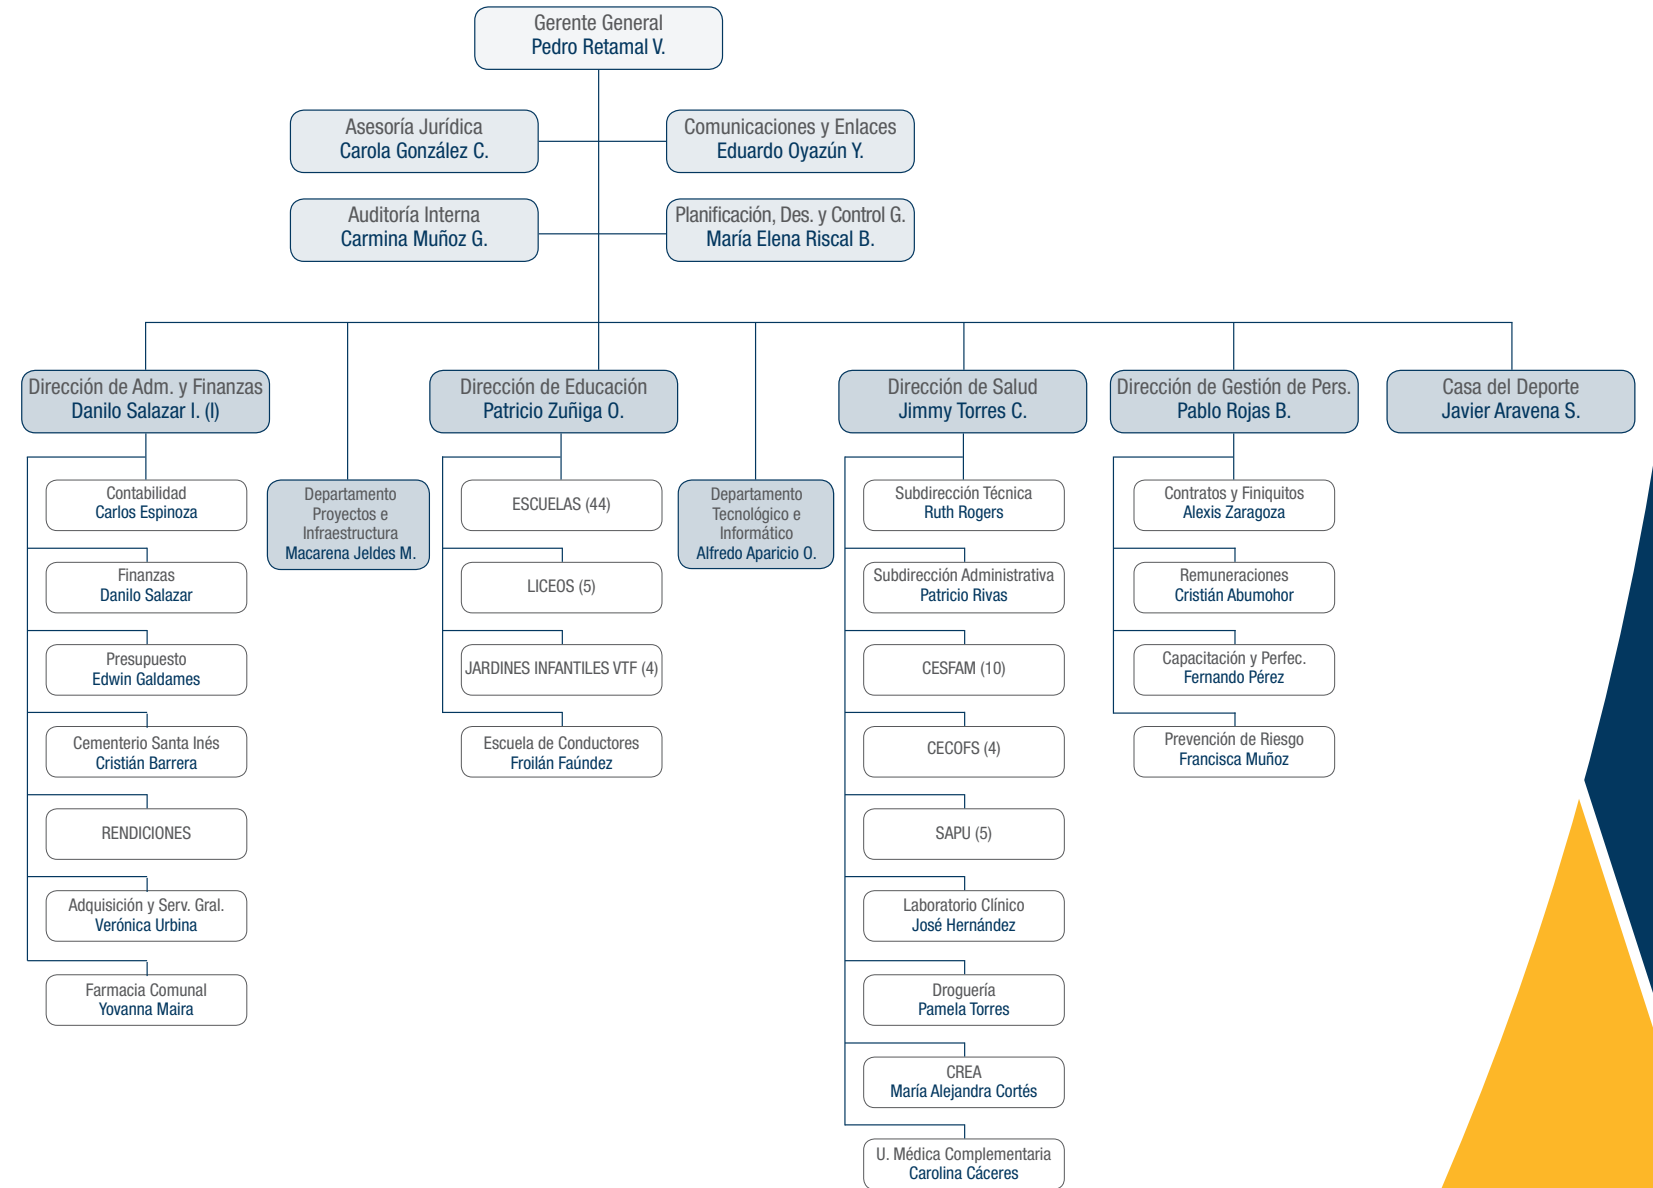 Gerente General
Pedro Retamal V.
Asesoría Jurídica
Carola González C.
Comunicaciones y Enlaces
Eduardo Oyazún Y.
Auditoría Interna
Carmina Muñoz G.
Planificación, Des. y Control G.
María Elena Riscal B.
Dirección de Adm. y Finanzas
Danilo Salazar I. (I)
Dirección de Educación
Patricio Zuñiga O.
Dirección de Salud
Jimmy Torres C.
Dirección de Gestión de Pers.
Pablo Rojas B.
Casa del Deporte
Javier Aravena S.
Contabilidad
Carlos Espinoza
Finanzas
Danilo Salazar
Presupuesto
Edwin Galdames
Cementerio Santa Inés
Cristián Barrera
RENDICIONES
Adquisición y Serv. Gral.
Verónica Urbina
Farmacia Comunal
Yovanna Maira
Departamento
Proyectos e
Infraestructura
Macarena Jeldes M.
ESCUELAS (44)
LICEOS (5)
JARDINES INFANTILES VTF (4)
Escuela de Conductores
Froilán Faúndez
Departamento
Tecnológico e
Informático
Alfredo Aparicio O.
Subdirección Técnica
Ruth Rogers
Subdirección Administrativa
Patricio Rivas
CESFAM (10)
CECOFS (4)
SAPU (5)
Laboratorio Clínico
José Hernández
Droguería
Pamela Torres
CREA
María Alejandra Cortés
U. Médica Complementaria
Carolina Cáceres
Contratos y Finiquitos
Alexis Zaragoza
Remuneraciones
Cristián Abumohor
Capacitación y Perfec.
Fernando Pérez
Prevención de Riesgo
Francisca Muñoz